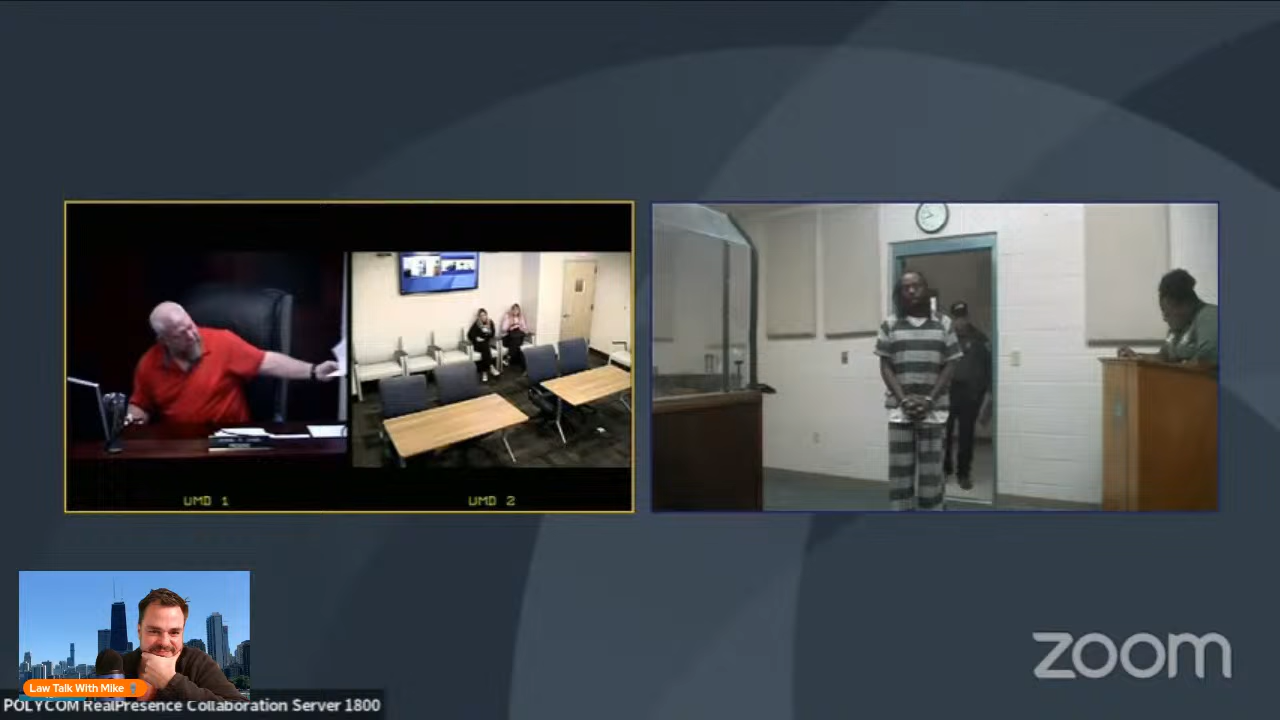 UMD 1
UMD 2
zoom
Law Talk With Mike
POLYCOM RealPresence Collaboration Server 1800